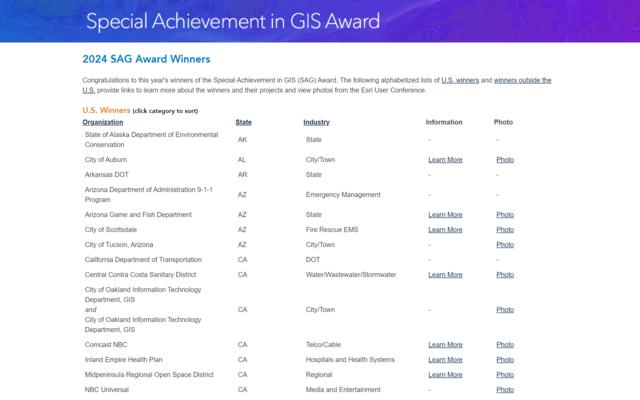 Special Achievement in GIS Award
2024 SAG Award Winners
Congratulations to this year's winners of the Special Achievement in GIS (SAG) Award. The following alphabetized lists of U.S. winners and winners outside the
U.S. provide links to learn more about the winners and their projects and view photos from the Esri User Conference.
U.S. Winners (click category to sort)
Organization State Industry Information Photo
State of Alaska Department of Environmental
Conservation AK State - -
City of Auburn AL City/Town Learn More Photo
Arkansas DOT AR State - -
Arizona Department of Administration 9-1-1
Program AZ Emergency Management - -
Arizona Game and Fish Department AZ State Learn More Photo
City of Scottsdale AZ Fire Rescue EMS Learn More Photo
City of Tucson, Arizona AZ City/Town - Photo
California Department of Transportation CA DOT - -
Central Contra Costa Sanitary District CA Water/Wastewater/Stormwater Learn More Photo
City of Oakland Information Technology
Department, GIS
and CA City/Town - Photo
City of Oakland Information Technology
Department, GIS
Comcast NBC CA Telco/Cable Learn More Photo
Inland Empire Health Plan CA Hospitals and Health Systems Learn More Photo
Midpeninsula Regional Open Space District CA Regional Learn More Photo
NBC Universal CA Media and Entertainment - Photo